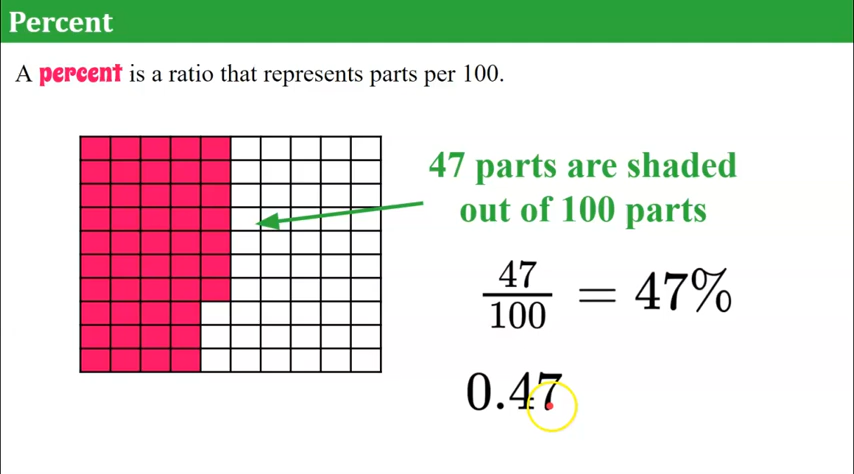 Percent
A percent is a ratio that represents parts per 100.
47 parts are shaded
out of 100 parts
47
100
= 47%
0.47